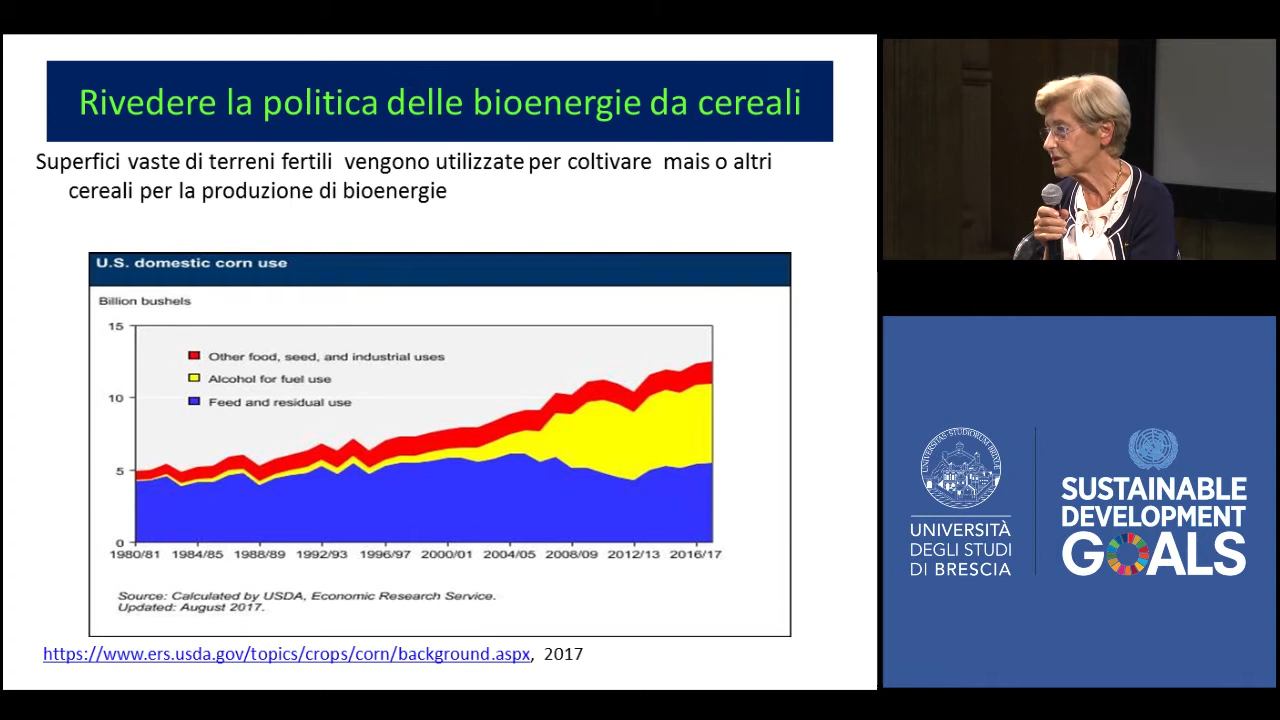 Rivedere la politica delle bioenergie da cereali
Superfici vaste di terreni fertili vengono utilizzate per coltivare mais o altri
cereali per la produzione di bioenergie
U.S. domestic corn use
Billion bushels
15
10
5
0
Other food, seed, and industrial uses
Alcohol for fuel use
Feed and residual use
1980/81 1984/85 1988/89 1992/93 1996/97 2000/01 2004/05 2008/09 2012/13 2016/17
Source: Calculated by USDA, Economic Research Service.
Updated: August 2017.
https://www.ers.usda.gov/topics/crops/corn/background.aspx, 2017
UNIVERSITÀ
DEGLI STUDI
DI BRESCIA
SUSTAINABLE
DEVELOPMENT
GOALS